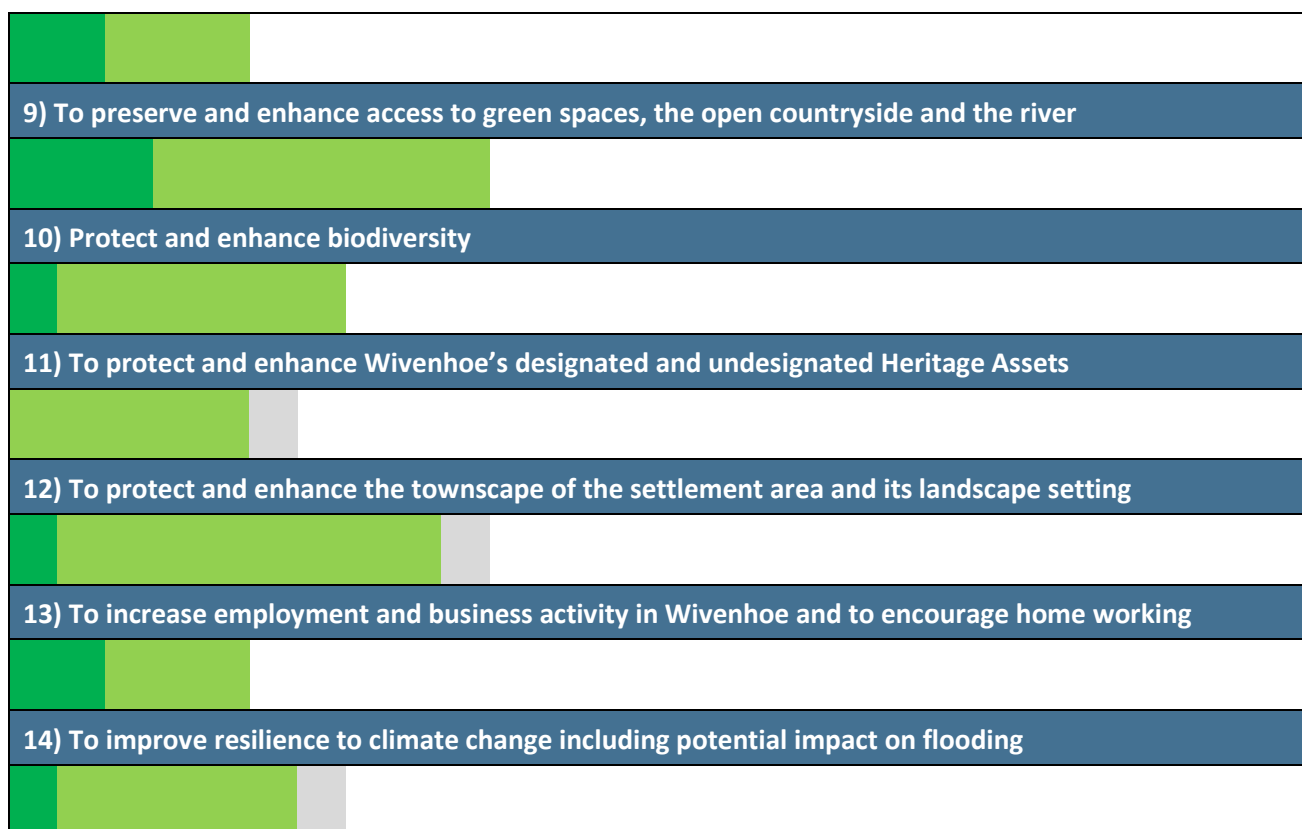 9) To preserve and enhance access to green spaces, the open countryside and the river
10) Protect and enhance biodiversity
11) To protect and enhance Wivenhoe’s designated and undesignated Heritage Assets
12) To protect and enhance the townscape of the settlement area and its landscape setting
13) To increase employment and business activity in Wivenhoe and to encourage home working
14) To improve resilience to climate change including potential impact on flooding